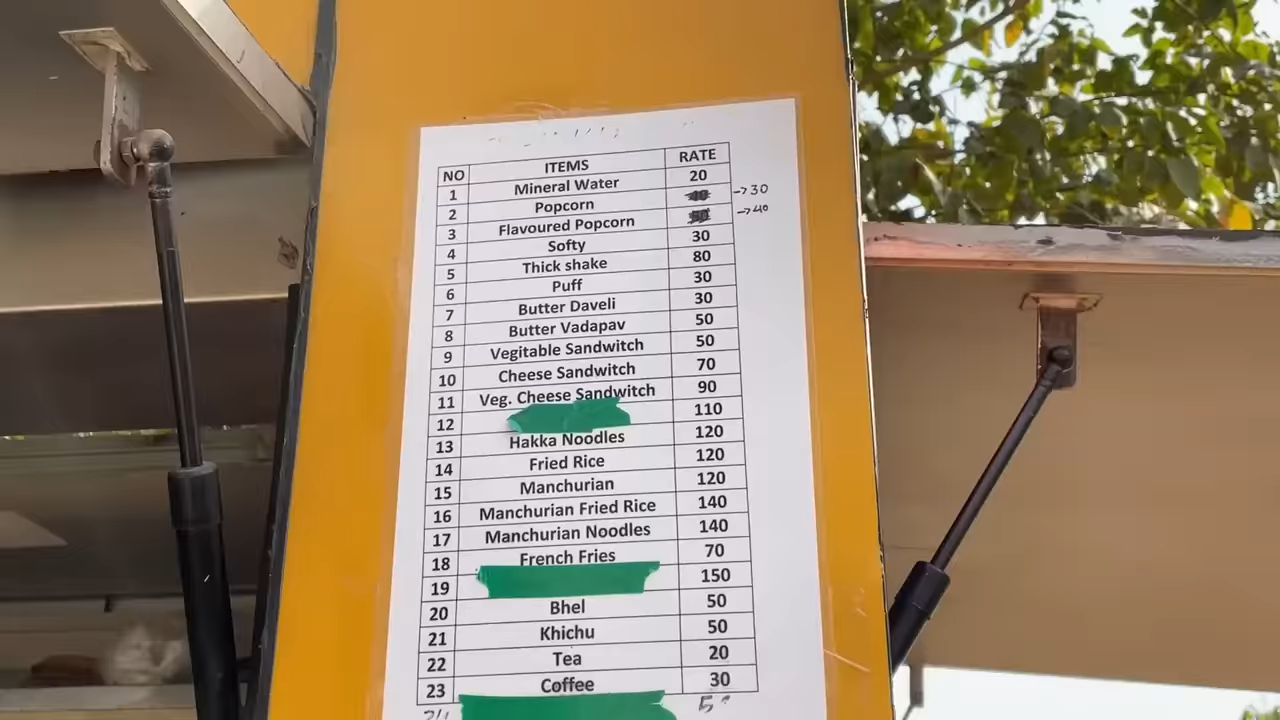 NO ITEMS RATE
1 Mineral Water 20
2 Popcorn →30
3 Flavoured Popcorn →40
4 Softy 30
5 Thick shake 80
6 Puff 30
7 Butter Daveli 30
8 Butter Vadapav 50
9 Vegitable Sandwitch 50
10 Cheese Sandwitch 70
11 Veg. Cheese Sandwitch 90
12 110
13 Hakka Noodles 120
14 Fried Rice 120
15 Manchurian 120
16 Manchurian Fried Rice 140
17 Manchurian Noodles 140
18 French Fries 70
19 150
20 Bhel 50
21 Khichu 50
22 Tea 20
23 Coffee 30